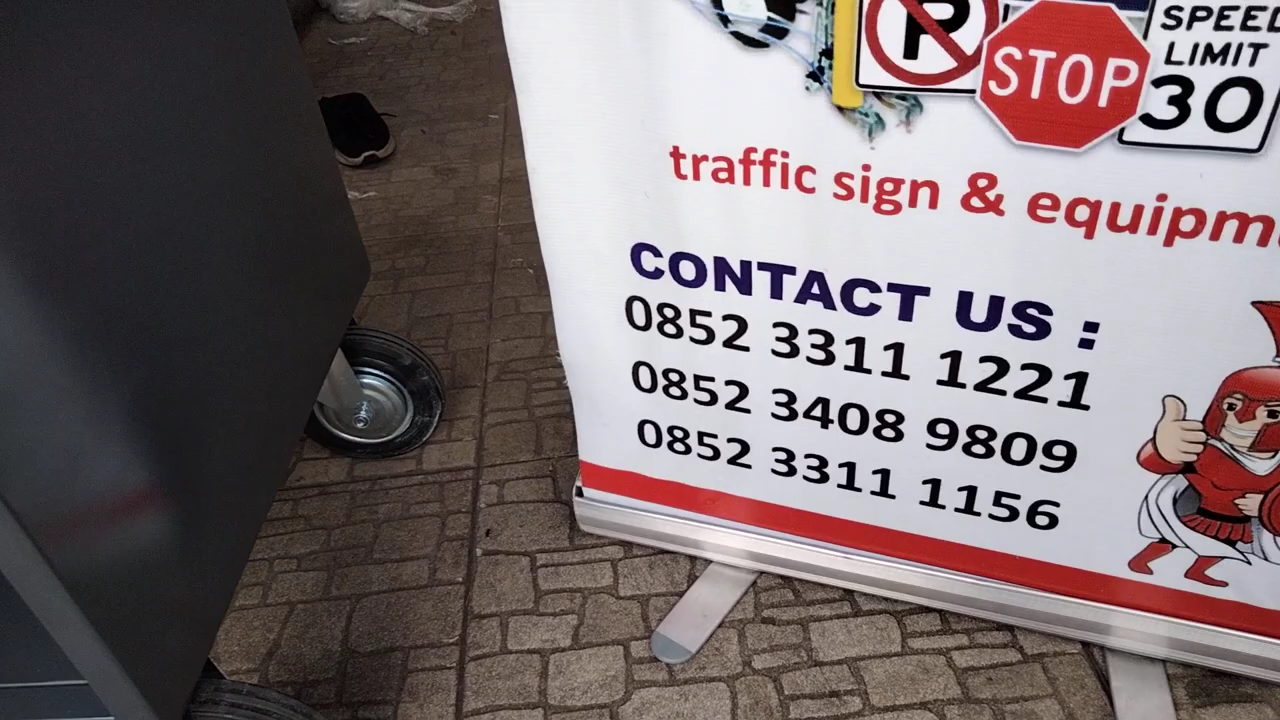 P
STOP
SPEED
LIMIT
30
traffic sign & equipm
CONTACT US :
0852 3311 1221
0852 3408 9809
0852 3311 1156